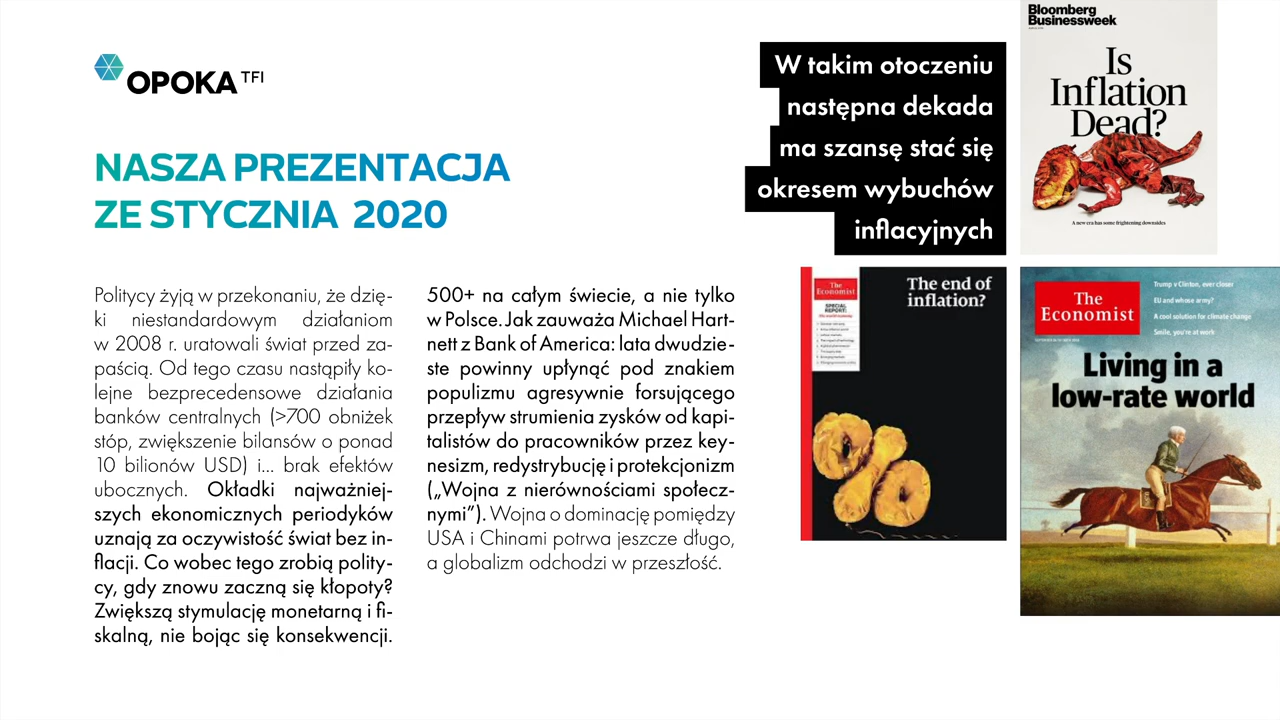 OPOKA TFI
NASZA PREZENTACJA
ZE STYCZNIA 2020
Politycy żyją w przekonaniu, że dzię-
ki niestandardowym działaniom
w 2008 r. uratowali świat przed za-
paścią. Od tego czasu nastąpiły ko-
lejne bezprecedensowe działania
banków centralnych (>700 obniżek
stóp, zwiększenie bilansów o ponad
10 bilionów USD) i... brak efektów
ubocznych. Okładki najważniej-
szych ekonomicznych periodyków
uznają za oczywistość świat bez in-
flacji. Co wobec tego zrobią polity-
cy, gdy znowu zaczną się kłopoty?
Zwiększą stymulację monetarną i fi-
skalną, nie bojąc się konsekwencji.
500+ na całym świecie, a nie tylko
w Polsce. Jak zauważa Michael Hart-
nett z Bank of America: lata dwudzie-
ste powinny upłynąć pod znakiem
populizmu agresywnie forsującego
przepływ strumienia zysków od kapi-
talistów do pracowników przez key-
nesizm, redystrybucję i protekcjonizm
(„Wojna z nierównościami społecz-
nymi”). Wojna o dominację pomiędzy
USA i Chinami potrwa jeszcze długo,
a globalizm odchodzi w przeszłość.
W takim otoczeniu
następna dekada
ma szansę stać się
okresem wybuchów
inflacyjnych
Bloomberg
Businessweek
Is
Inflation
Dead?
A new era has some frightening downsides
The
Economist
SPECIAL
REPORT:
The end of
inflation?
The
Economist
Trump v Clinton, ever closer
EU and whose army?
A cool solution for climate change
Smile, you're at work
Living in a
low-rate world